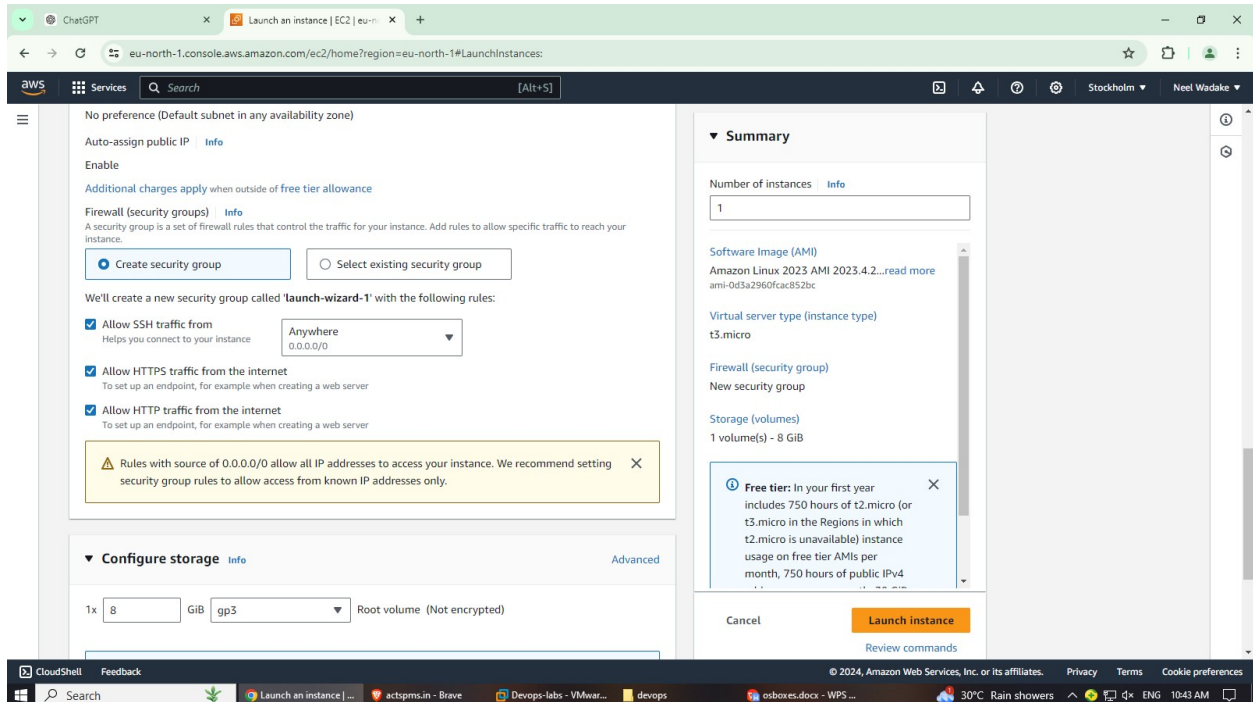 ChatGPT
Launch an instance | EC2 | eu-n
eu-north-1.console.aws.amazon.com/ec2/home?region=eu-north-1#LaunchInstances:
aws Services Search [Alt+S] Stockholm Neel Wadake
No preference (Default subnet in any availability zone)
Auto-assign public IP Info
Enable
Additional charges apply when outside of free tier allowance
Firewall (security groups) Info
A security group is a set of firewall rules that control the traffic for your instance. Add rules to allow specific traffic to reach your
instance.
Create security group
Select existing security group
We'll create a new security group called 'launch-wizard-1' with the following rules:
Allow SSH traffic from
Helps you connect to your instance
Anywhere
0.0.0.0/0
Allow HTTPS traffic from the internet
To set up an endpoint, for example when creating a web server
Allow HTTP traffic from the internet
To set up an endpoint, for example when creating a web server
Rules with source of 0.0.0.0/0 allow all IP addresses to access your instance. We recommend setting
security group rules to allow access from known IP addresses only.
Configure storage Info
Advanced
1x 8 GiB gp3 Root volume (Not encrypted)
Summary
Number of instances Info
1
Software Image (AMI)
Amazon Linux 2023 AMI 2023.4.2...read more
ami-0d3a2960fcac852bc
Virtual server type (instance type)
t3.micro
Firewall (security group)
New security group
Storage (volumes)
1 volume(s) - 8 GiB
Free tier: In your first year
includes 750 hours of t2.micro (or
t3.micro in the Regions in which
t2.micro is unavailable) instance
usage on free tier AMIs per
month, 750 hours of public IPv4
Cancel
Launch instance
Review commands
CloudShell Feedback © 2024, Amazon Web Services, Inc. or its affiliates. Privacy Terms Cookie preferences
Search Launch an instance | ... actspms.in - Brave Devops-labs - VMwar... devops osboxes.docx - WPS ... 30°C Rain showers ENG 10:43 AM